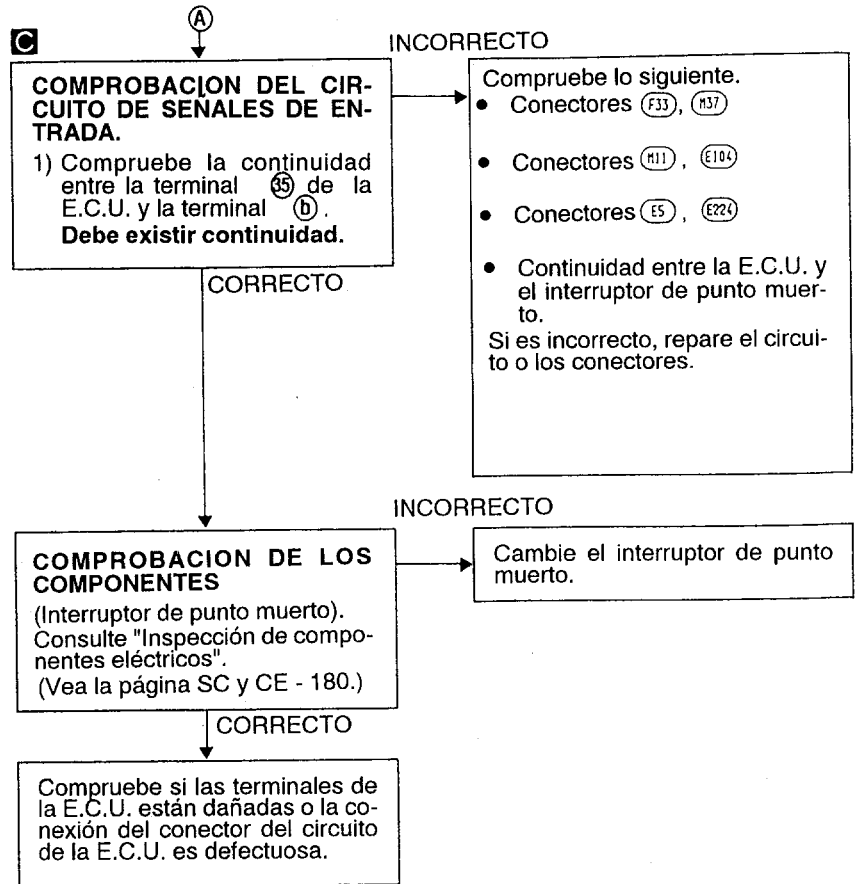 A
C
INCORRECTO
COMPROBACION DEL CIR-
CUITO DE SEÑALES DE EN-
TRADA.
1) Compruebe la continuidad
entre la terminal 35 de la
E.C.U. y la terminal b.
Debe existir continuidad.
Compruebe lo siguiente.
• Conectores F33, M37
• Conectores M11, E104
• Conectores E5, E224
• Continuidad entre la E.C.U. y
el interruptor de punto muer-
to.
Si es incorrecto, repare el circui-
to o los conectores.
CORRECTO
INCORRECTO
COMPROBACION DE LOS
COMPONENTES
(Interruptor de punto muerto).
Consulte "Inspección de compo-
nentes eléctricos".
(Vea la página SC y CE - 180.)
Cambie el interruptor de punto
muerto.
CORRECTO
Compruebe si las terminales de
la E.C.U. están dañadas o la co-
nexión del conector del circuito
de la E.C.U. es defectuosa.